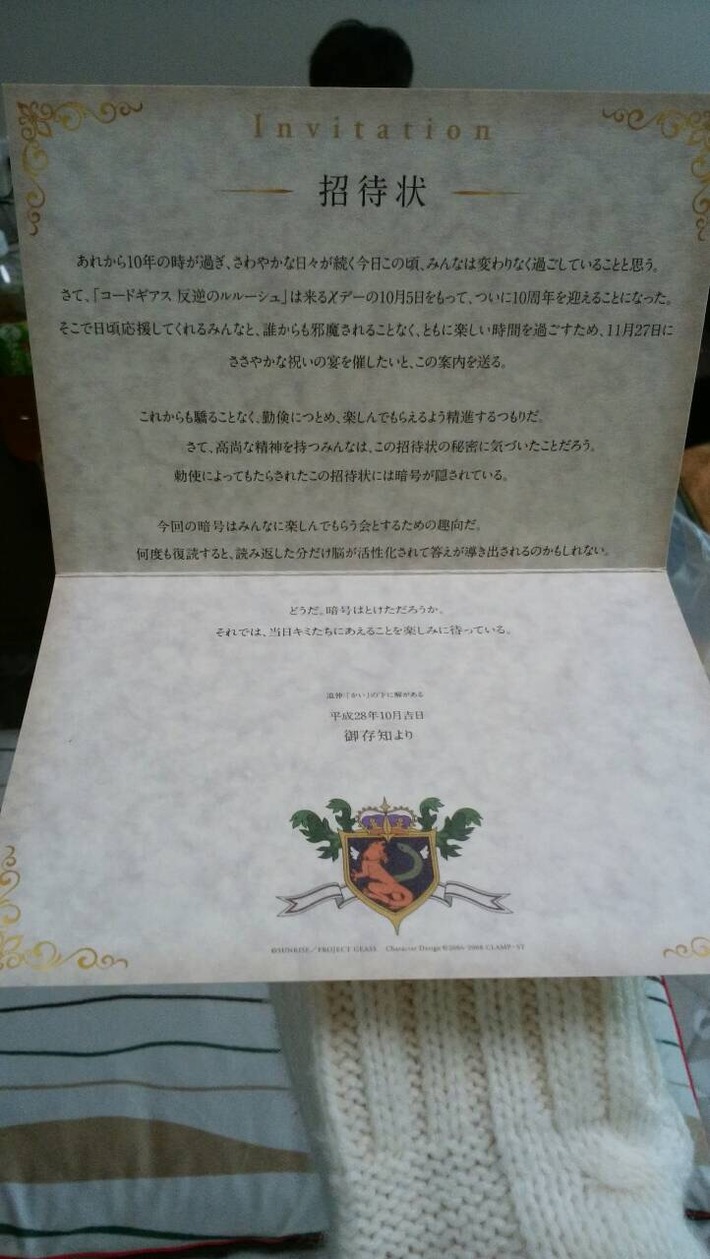 Invitation
招待状
あれから10年の時が過ぎ、さわやかな日々が続く今日この頃、みんなは変わりなく過ごしていることと思う。
さて、「コードギアス 反逆のルルーシュ」は来るXデーの10月5日をもって、ついに10周年を迎えることになった。
そこで日頃応援してくれるみんなと、誰からも邪魔されることなく、ともに楽しい時間を過ごすため、11月27日に
ささやかな祝いの宴を催したいと、この案内を送る。
これからも驕ることなく、勤倹につとめ、楽しんでもらえるよう精進するつもりだ。
さて、高尚な精神を持つみんなは、この招待状の秘密に気づいたことだろう。
勅使によってもたらされたこの招待状には暗号が隠されている。
今回の暗号はみんなに楽しんでもらう会とするための趣向だ。
何度も復読すると、読み返した分だけ脳が活性化されて答えが導き出されるのかもしれない。
どうだ。暗号はとけただろうか。
それでは、当日キミたちにあえることを楽しみに待っている。
追伸:「かい」の下に解がある
平成28年10月吉日
御存知より
©SUNRISE／PROJECT GEASS Character Design ©2006-2008 CLAMP・ST